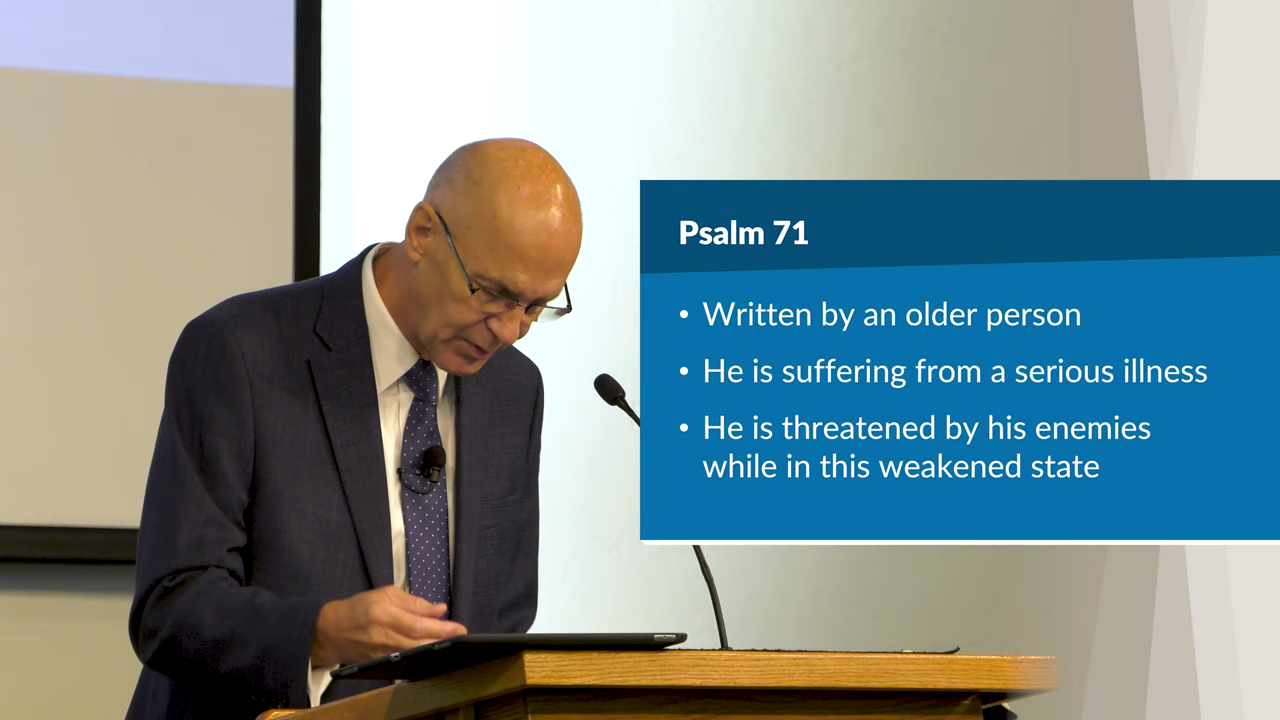 Psalm 71
• Written by an older person
• He is suffering from a serious illness
• He is threatened by his enemies
while in this weakened state